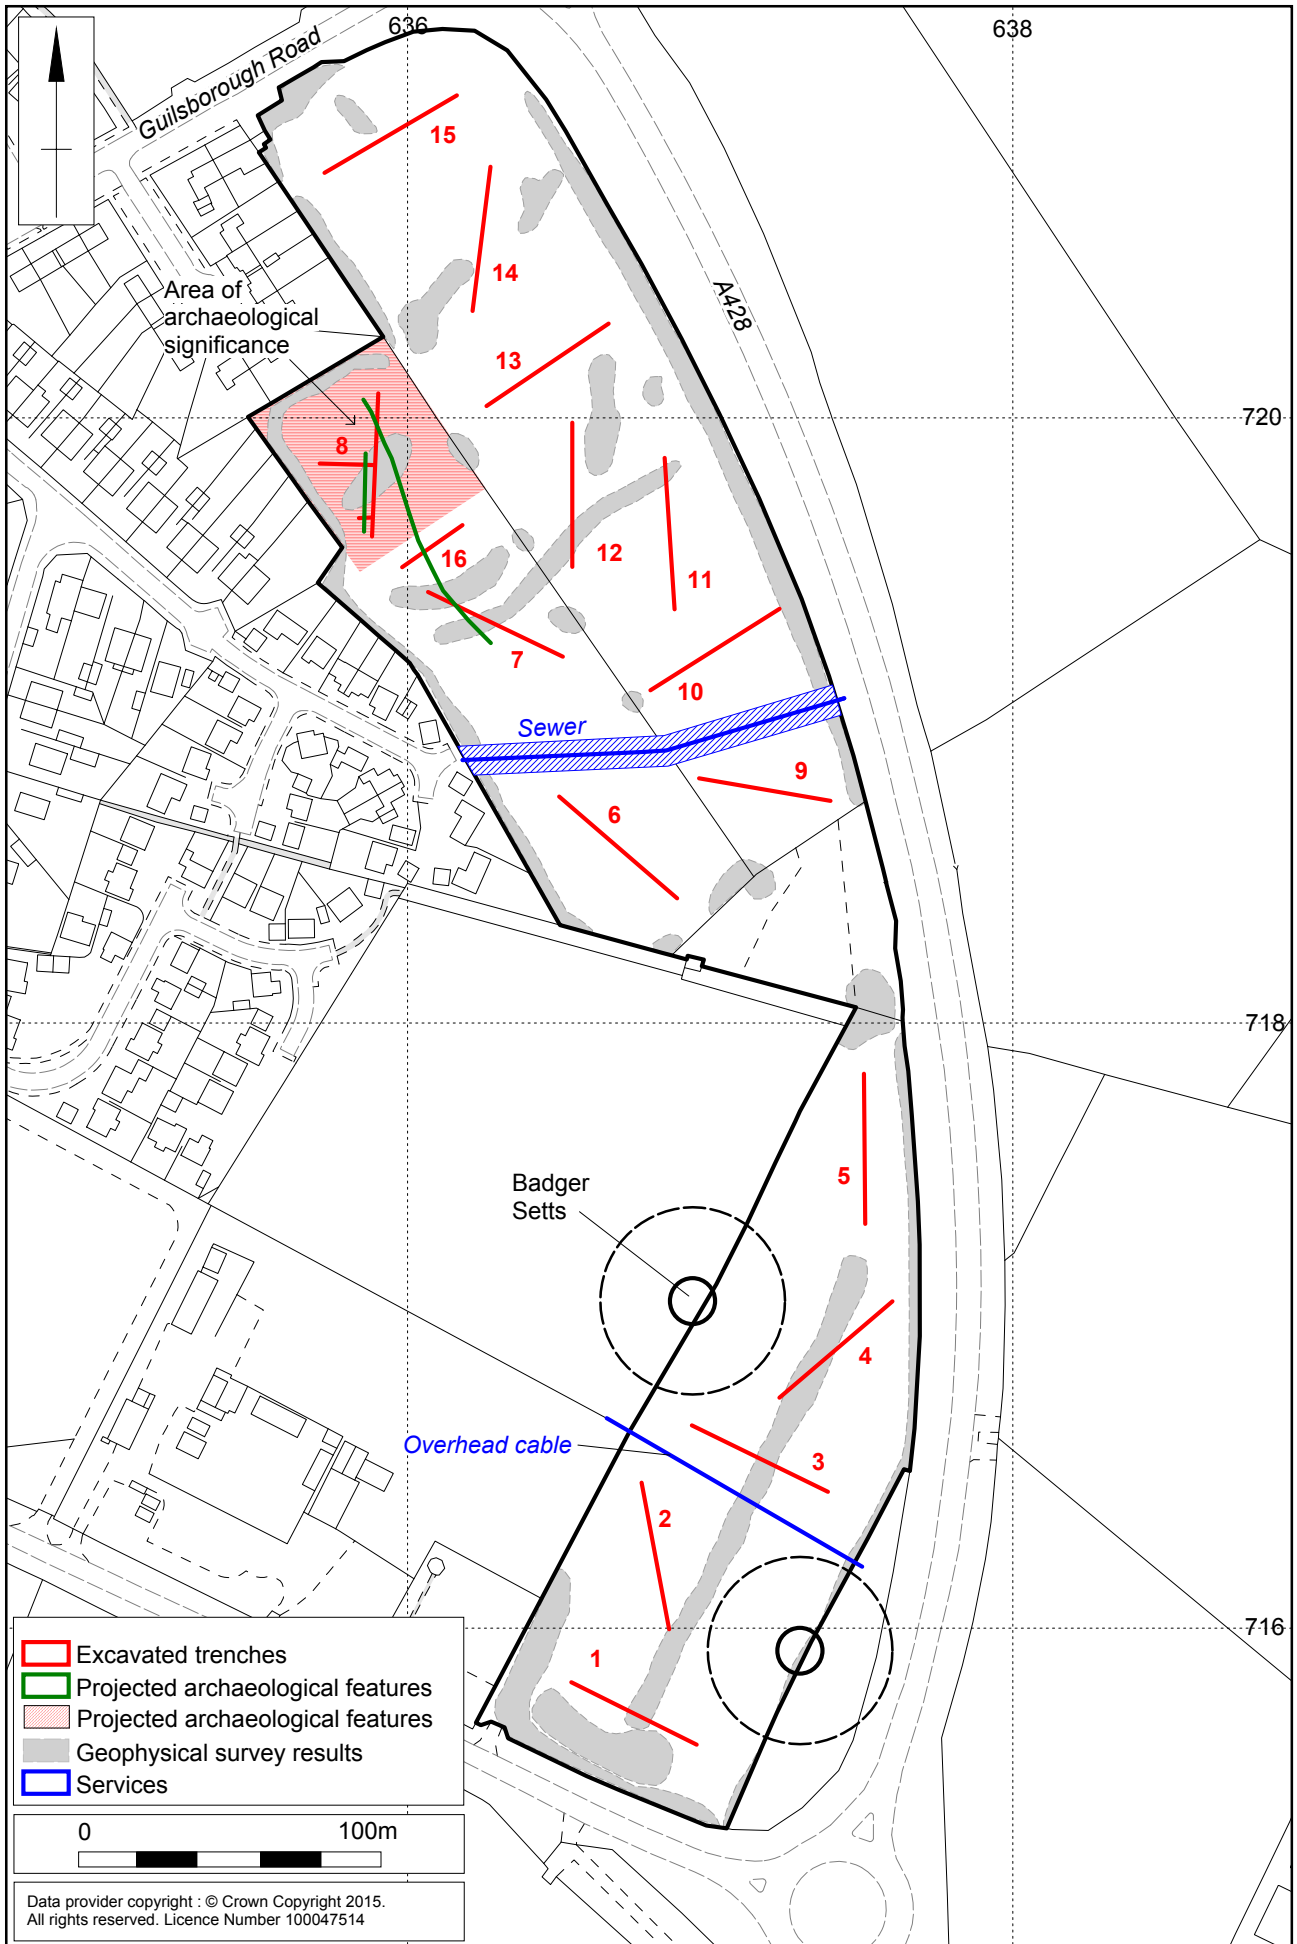 636
638
Guilsborough Road
15
14
A428
Area of
archaeological
significance
13
720
8
12
16
11
7
10
Sewer
9
6
718
5
Badger
Setts
4
Overhead cable
3
2
716
1
Excavated trenches
Projected archaeological features
Projected archaeological features
Geophysical survey results
Services
0 100m
Data provider copyright : © Crown Copyright 2015.
All rights reserved. Licence Number 100047514